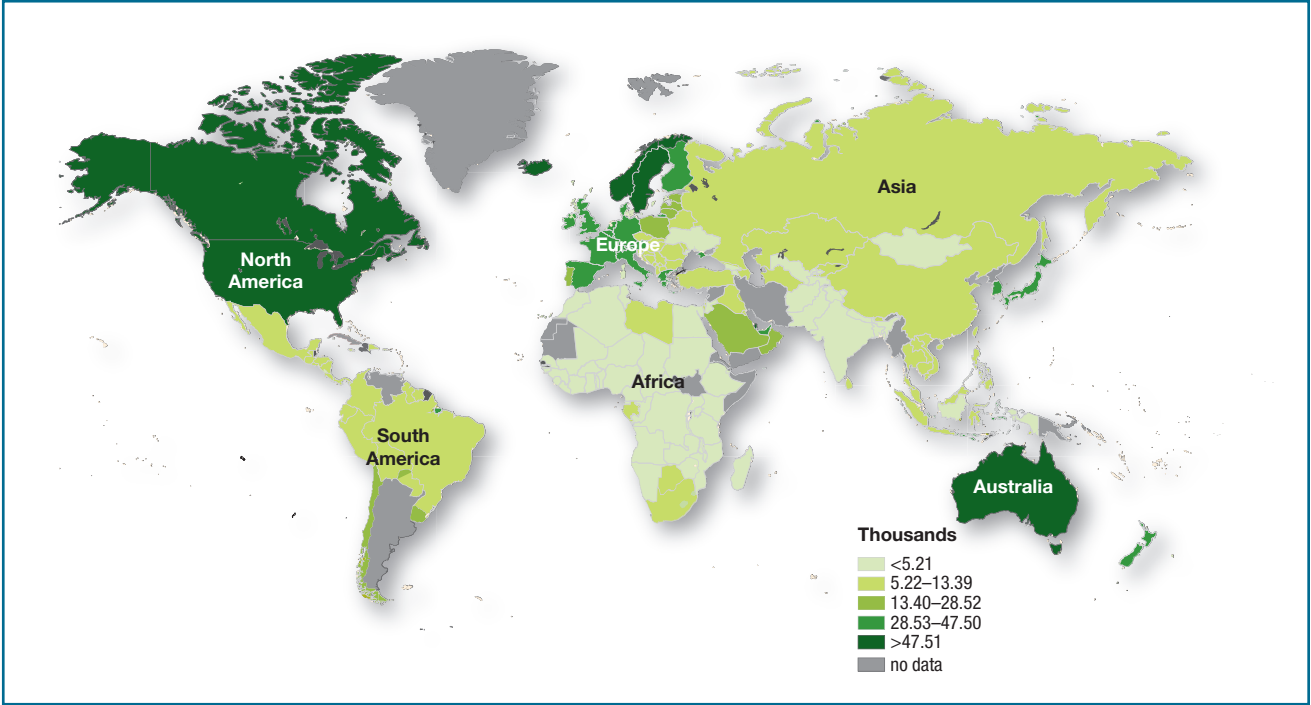 Asia
Europe
North
America
Africa
South
America
Australia
Thousands
<5.21
5.22–13.39
13.40–28.52
28.53–47.50
>47.51
no data